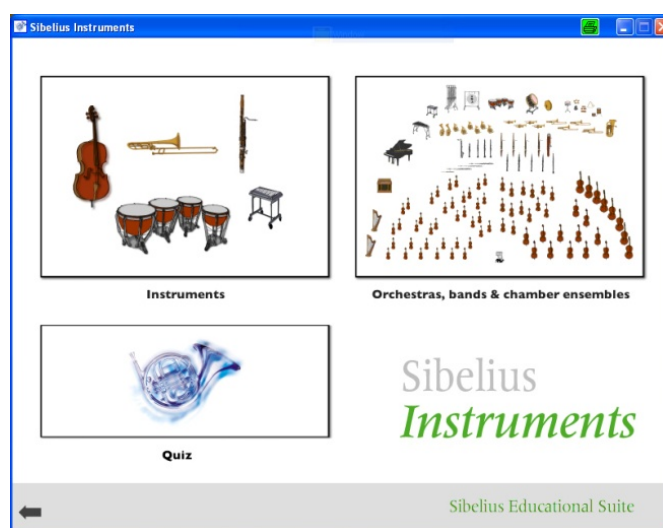 Sibelius Instruments
Instruments
Orchestras, bands & chamber ensembles
Quiz
Sibelius
Instruments
Sibelius Educational Suite